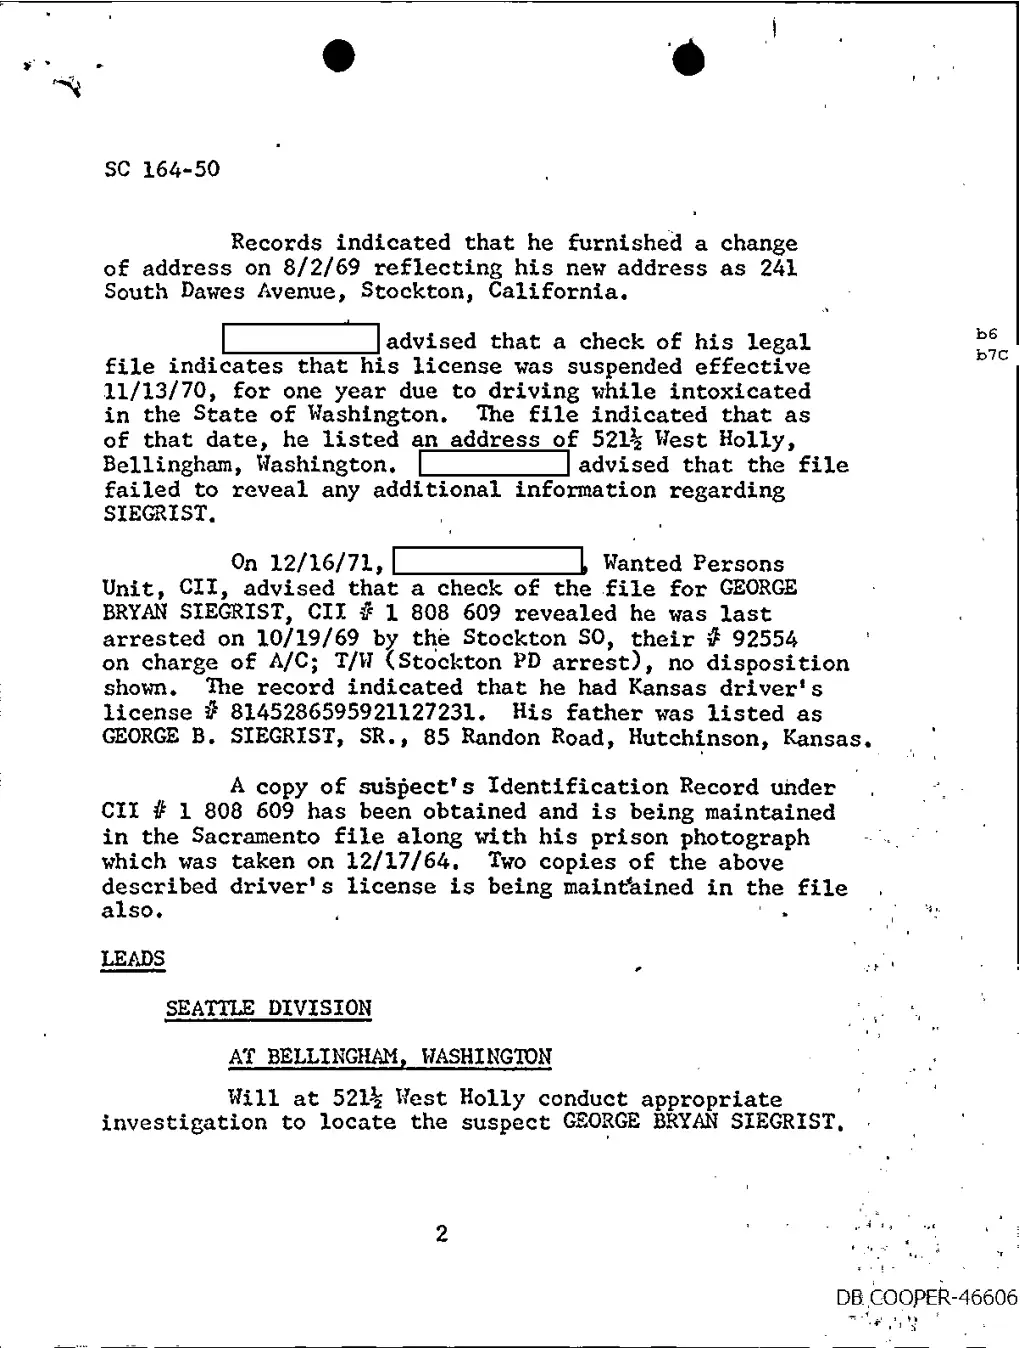 SC 164-50
Records indicated that he furnished a change
of address on 8/2/69 reflecting his new address as 241
South Dawes Avenue, Stockton, California.
advised that a check of his legal
b6
b7C
file indicates that his license was suspended effective
11/13/70, for one year due to driving while intoxicated
in the State of Washington. The file indicated that as
of that date, he listed an address of 521½ West Holly,
Bellingham, Washington. advised that the file
failed to reveal any additional information regarding
SIEGRIST.
On 12/16/71, , Wanted Persons
Unit, CII, advised that a check of the file for GEORGE
BRYAN SIEGRIST, CII # 1 808 609 revealed he was last
arrested on 10/19/69 by the Stockton SO, their # 92554
on charge of A/C; T/W (Stockton PD arrest), no disposition
shown. The record indicated that he had Kansas driver's
license # 8145286595921127231. His father was listed as
GEORGE B. SIEGRIST, SR., 85 Randon Road, Hutchinson, Kansas.
A copy of suspect's Identification Record under
CII # 1 808 609 has been obtained and is being maintained
in the Sacramento file along with his prison photograph
which was taken on 12/17/64. Two copies of the above
described driver's license is being maintained in the file
also.
LEADS
SEATTLE DIVISION
AT BELLINGHAM, WASHINGTON
Will at 521½ West Holly conduct appropriate
investigation to locate the suspect GEORGE BRYAN SIEGRIST.
2
DB COOPER-46606